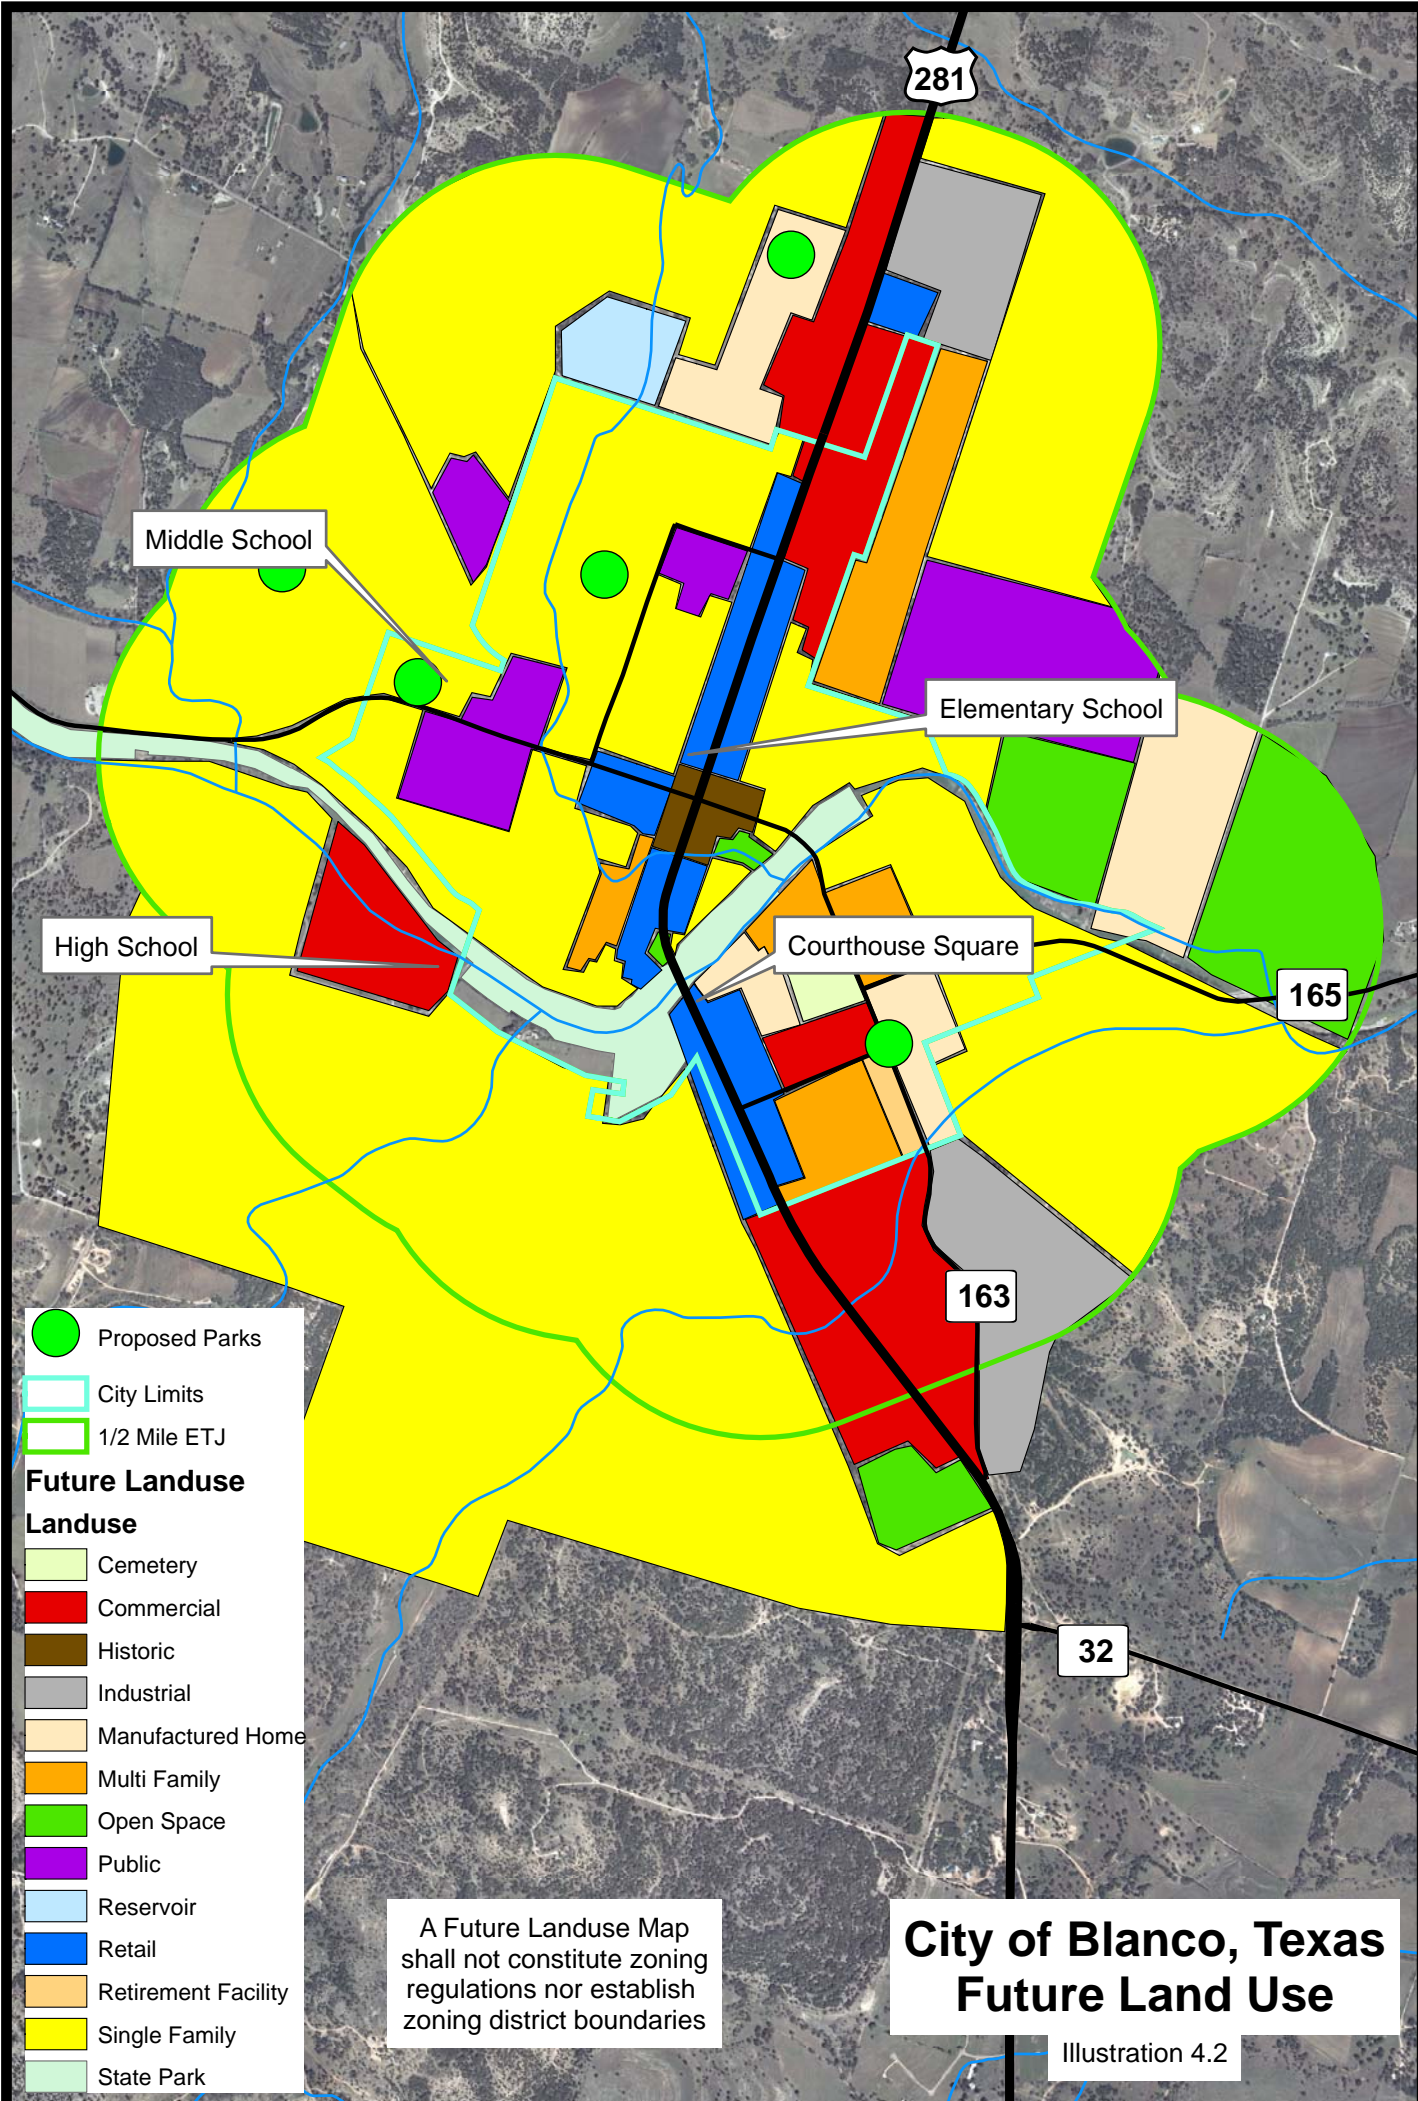 281
Middle School
Elementary School
High School
Courthouse Square
165
163
32
Proposed Parks
City Limits
1/2 Mile ETJ
Future Landuse
Landuse
Cemetery
Commercial
Historic
Industrial
Manufactured Home
Multi Family
Open Space
Public
Reservoir
Retail
Retirement Facility
Single Family
State Park
A Future Landuse Map
shall not constitute zoning
regulations nor establish
zoning district boundaries
City of Blanco, Texas
Future Land Use
Illustration 4.2